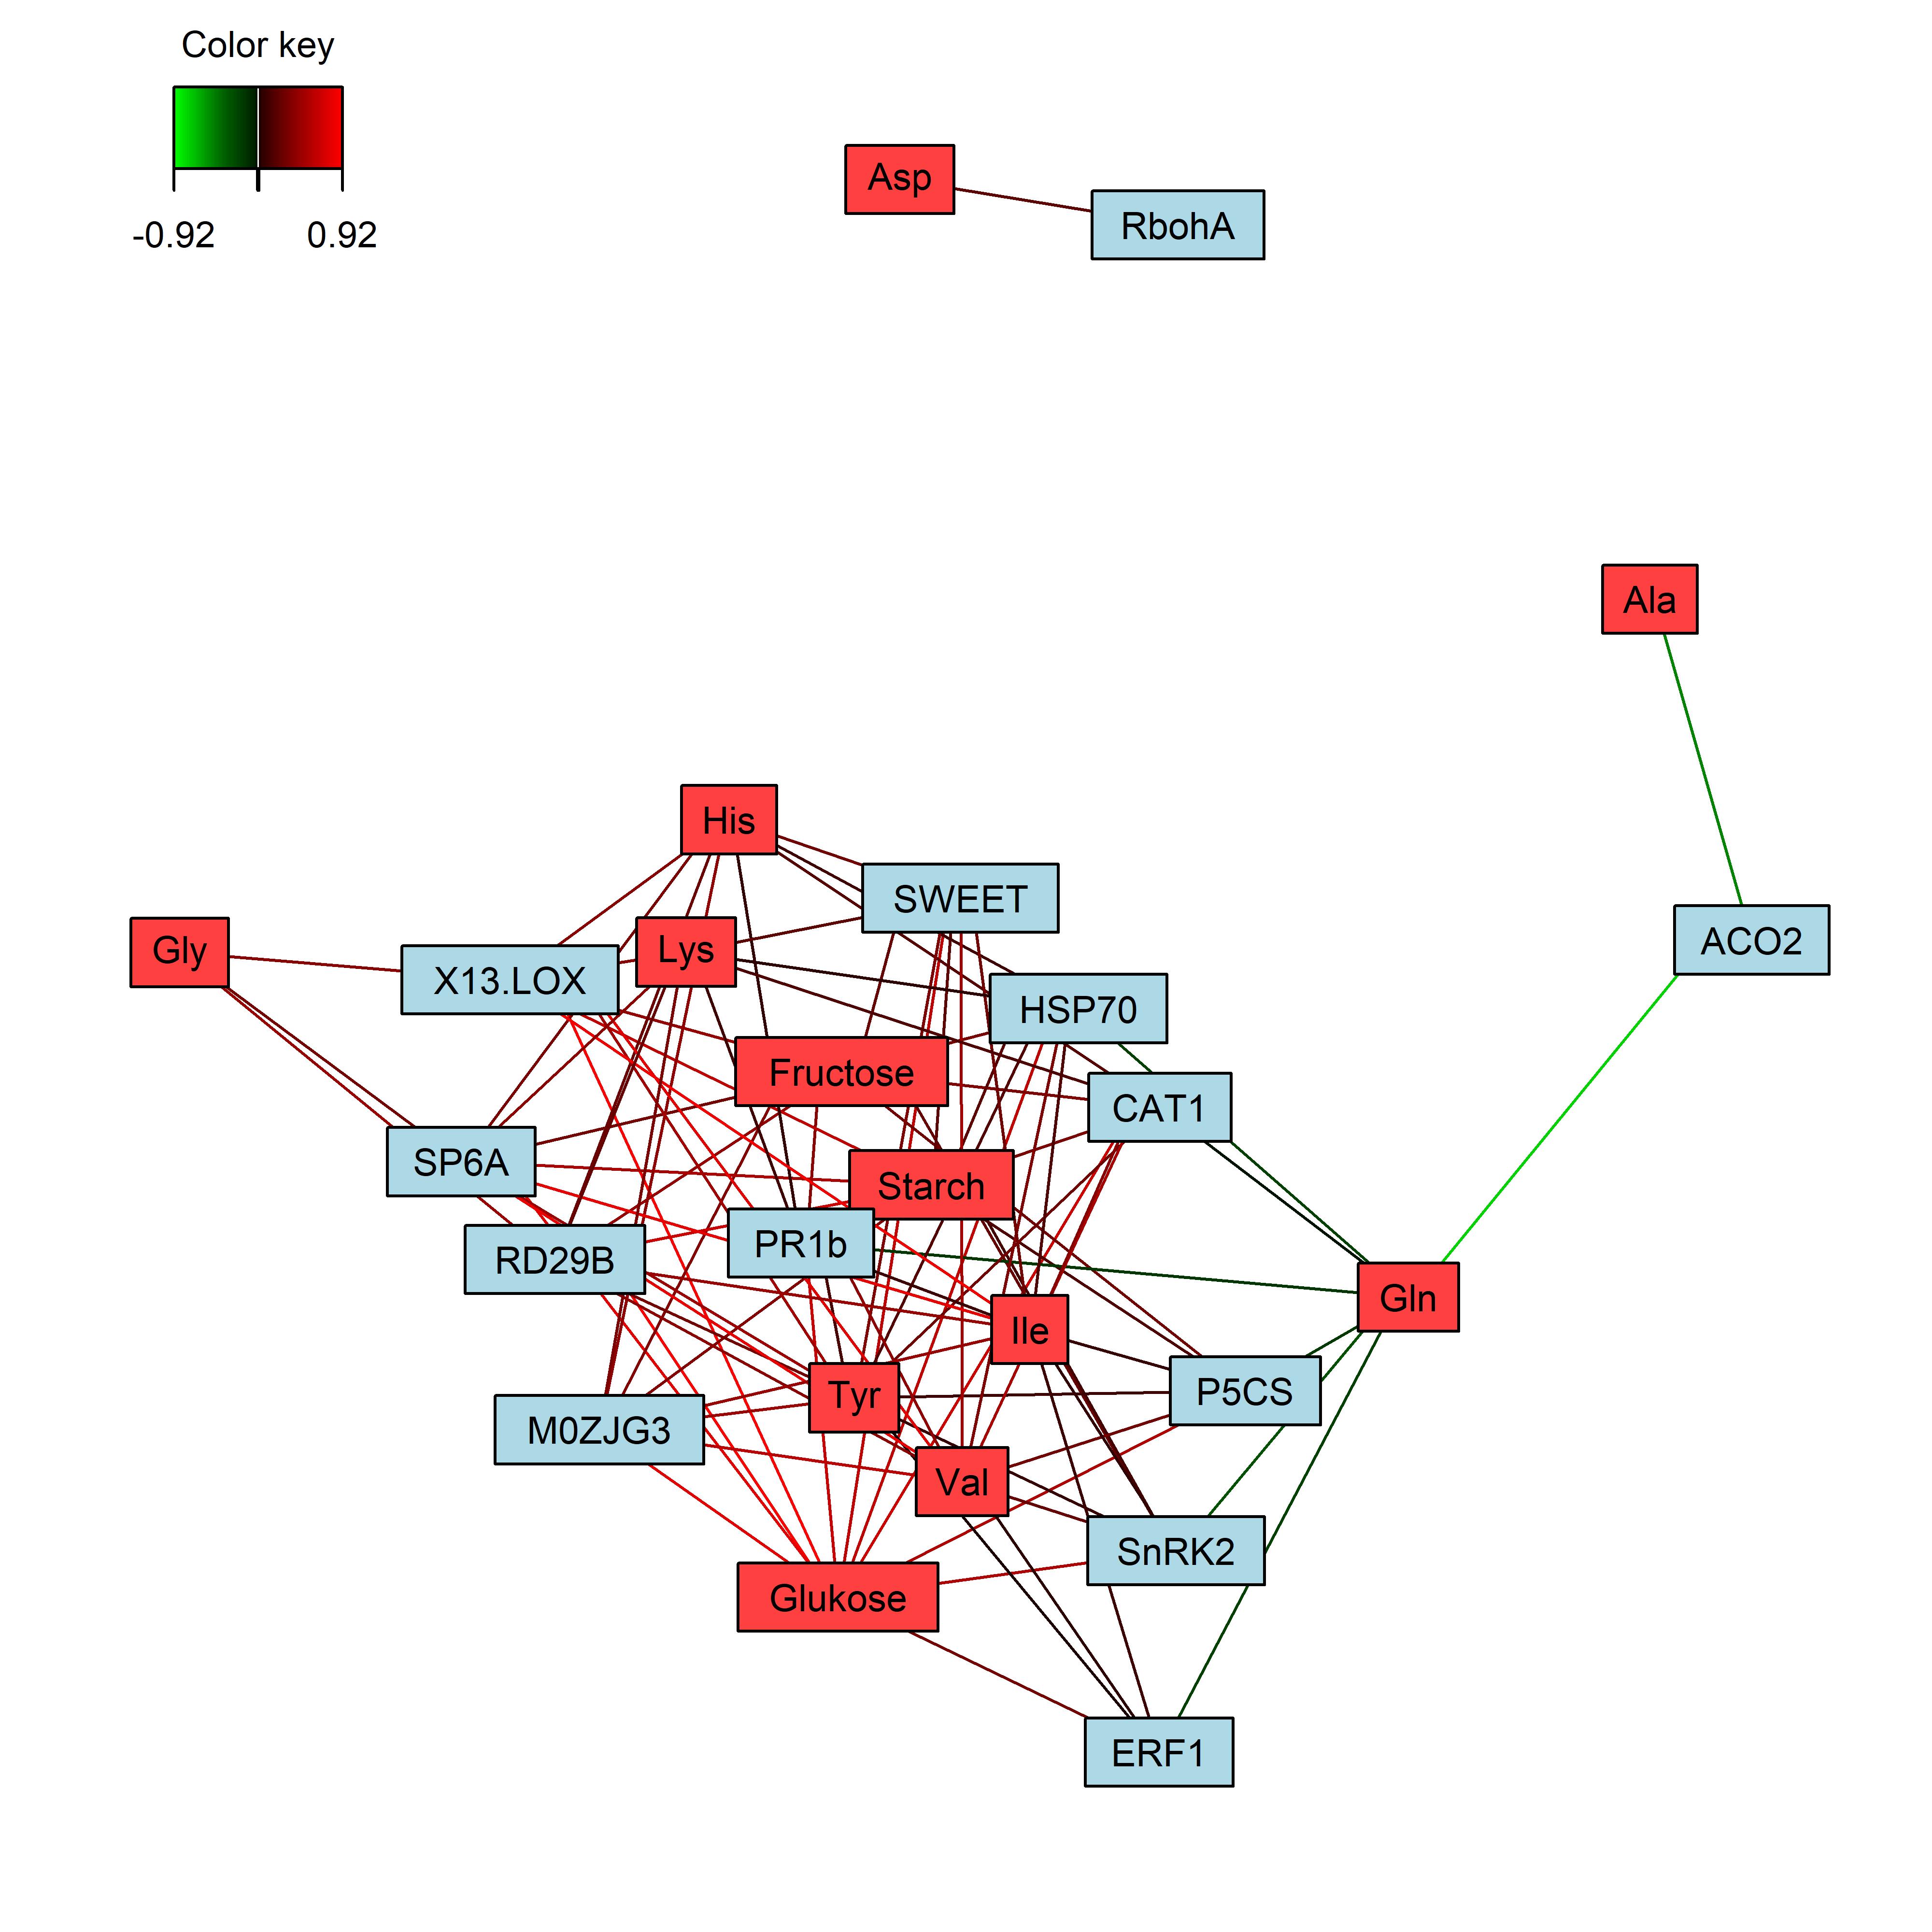 Color key
-0.92 0.92
Asp
RbohA
Ala
His
SWEET
ACO2
Gly
Lys
X13.LOX
HSP70
Fructose
CAT1
SP6A
Starch
PR1b
RD29B
Gln
Ile
Tyr
P5CS
M0ZJG3
Val
SnRK2
Glukose
ERF1